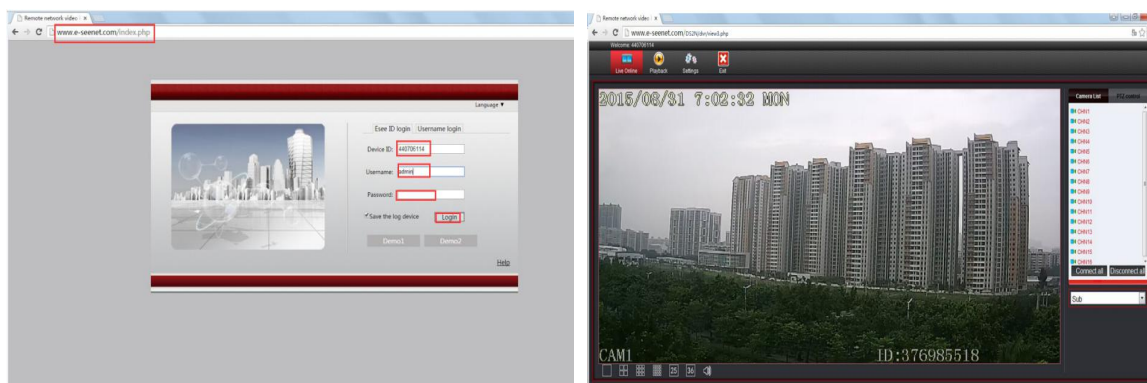 Remote network video
www.e-seenet.com/index.php
Language ▼
Esee ID login Username login
Device ID: 440706114
Username: admin
Password:
Save the log device Login
Demo1 Demo2
Help
Remote network video
www.e-seenet.com/DS2N/dvr/view3.php
Welcome: 440706114
Live Online Playback Settings Exit
2015/08/31 7:02:32 MON
Camera List PTZ control
CHN1
CHN2
CHN3
CHN4
CHN5
CHN6
CHN7
CHN8
CHN9
CHN10
CHN11
CHN12
CHN13
CHN14
CHN15
CHN16
Connect all Disconnect all
Sub
CAM1 ID:376985518
25 36